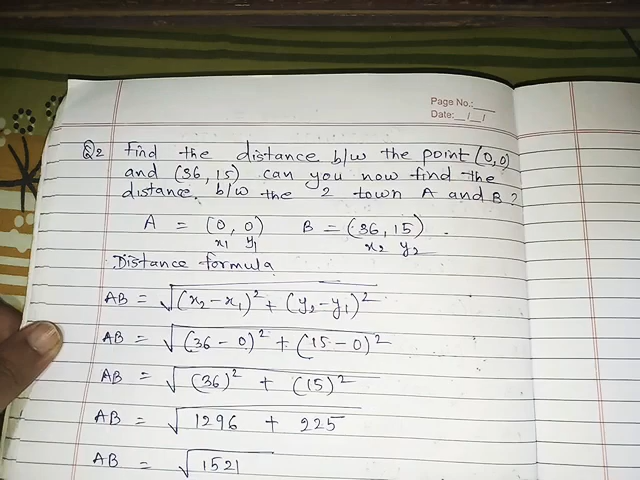 Page No.:
Date: / /
Q2 Find the distance b/w the point (0,0)
and (36,15) can you now find the
distance. b/w the 2 town A and B?
A = (0, 0) B = (36, 15).
x₁ y₁ x₂ y₂
Distance formula
AB = √(x₂-x₁)² + (y₂-y₁)²
AB = √(36 - 0)² + (15 - 0)²
AB = √(36)² + (15)²
AB = √1296 + 225
AB = √1521